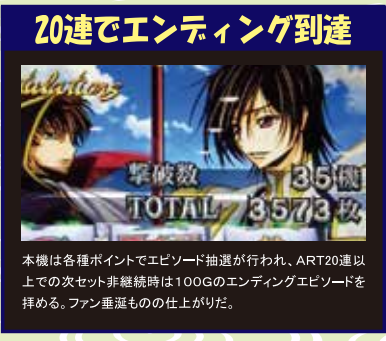 20連でエンディング到達
tulations
撃破数 35機
TOTAL 3573枚
本機は各種ポイントでエピソード抽選が行われ、ART20連以
上での次セット非継続時は100Gのエンディングエピソードを
拝める。ファン垂涎ものの仕上がりだ。